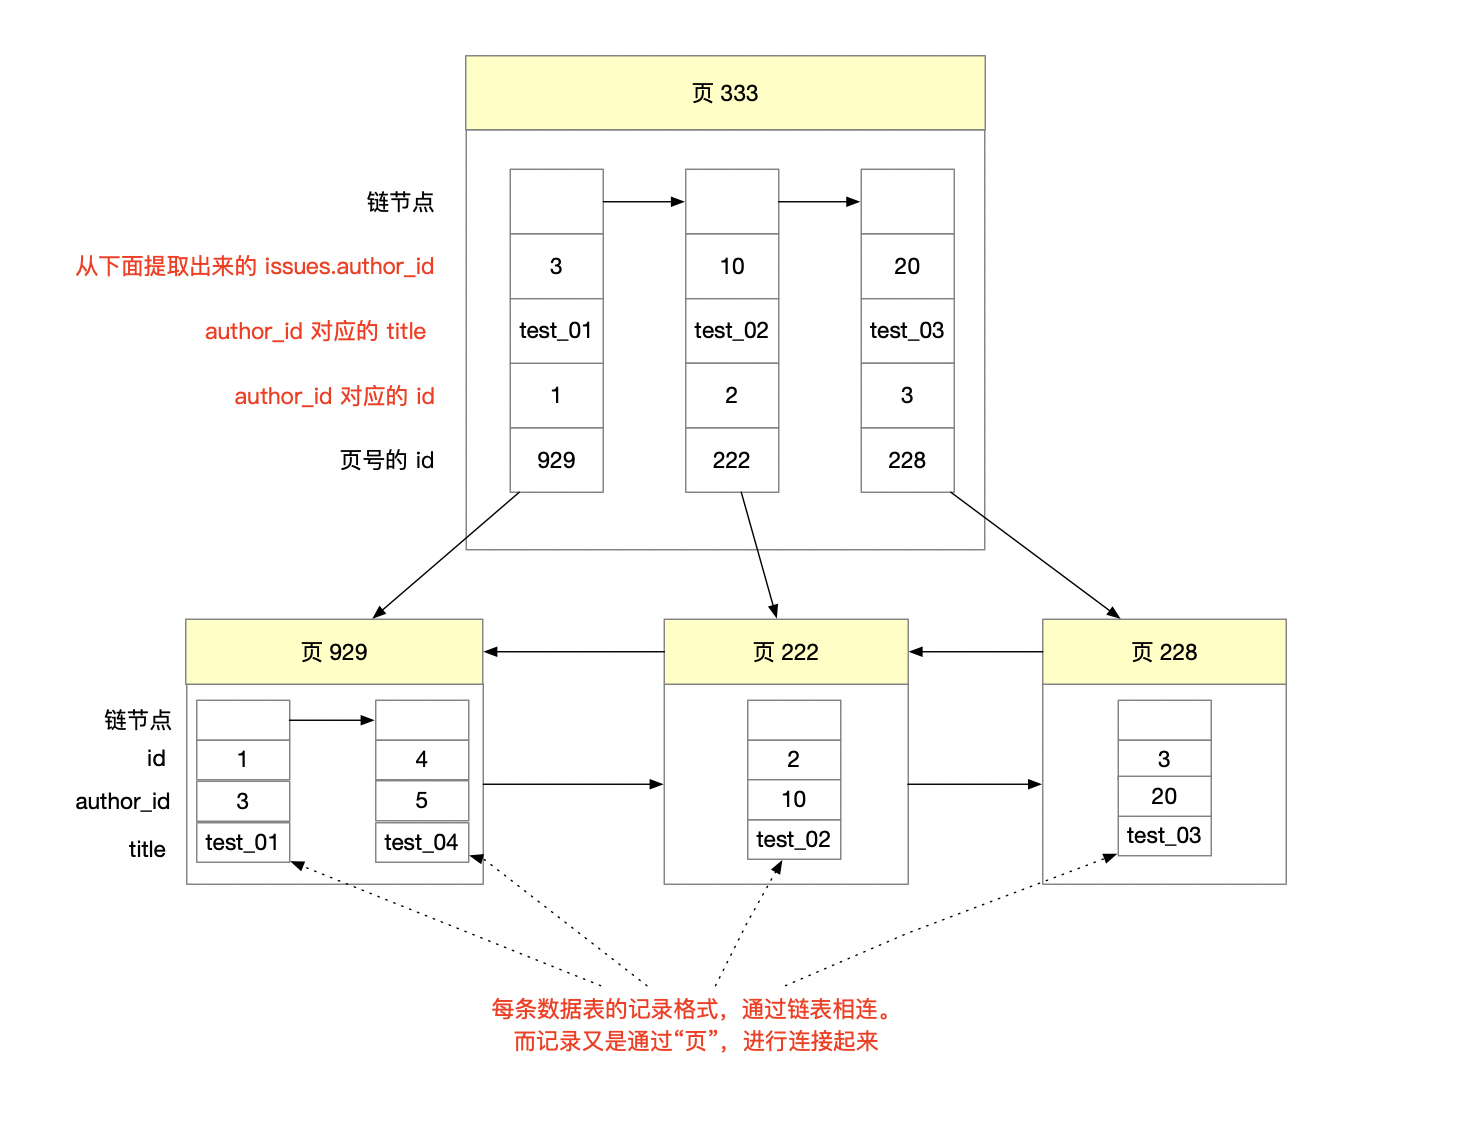 页 333
链节点
从下面提取出来的 issues.author_id 3 10 20
author_id 对应的 title test_01 test_02 test_03
author_id 对应的 id 1 2 3
页号的 id 929 222 228
页 929 页 222 页 228
链节点
id 1 4 2 3
author_id 3 5 10 20
title test_01 test_04 test_02 test_03
每条数据表的记录格式，通过链表相连。
而记录又是通过“页”，进行连接起来